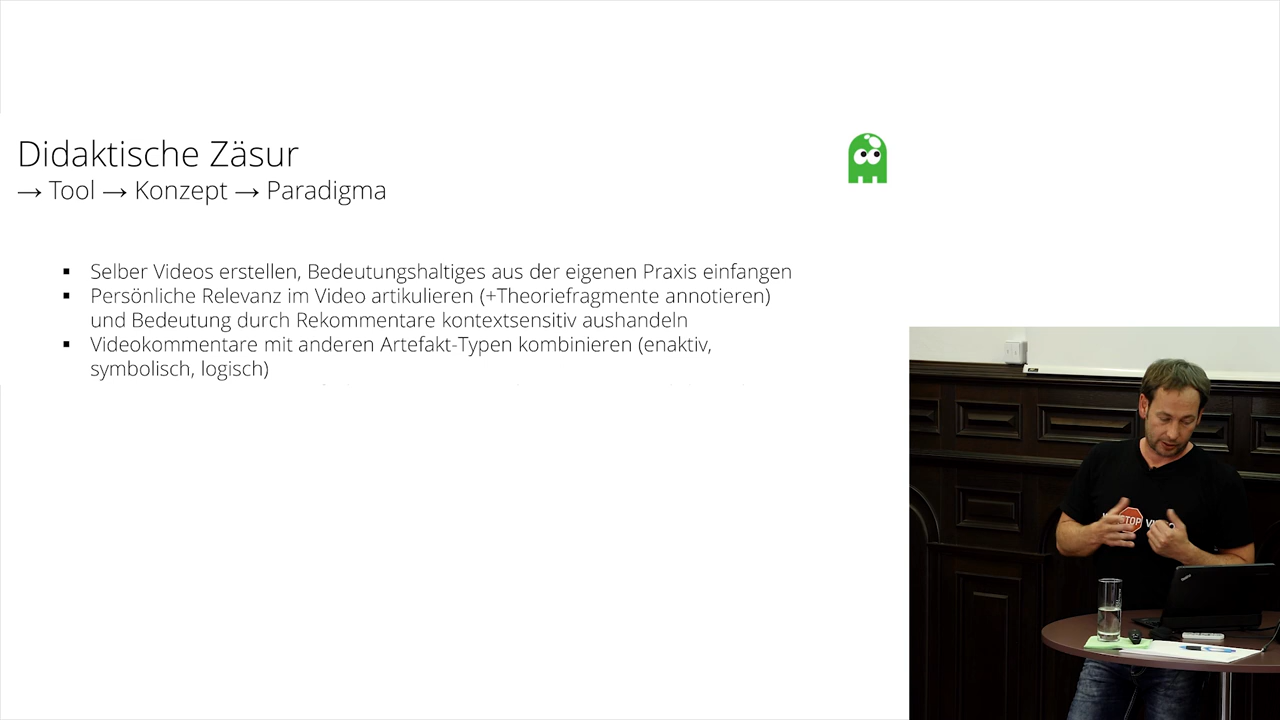 Didaktische Zäsur
→ Tool → Konzept → Paradigma
▪ Selber Videos erstellen, Bedeutungshaltiges aus der eigenen Praxis einfangen
▪ Persönliche Relevanz im Video artikulieren (+Theoriefragmente annotieren)
und Bedeutung durch Rekommentare kontextsensitiv aushandeln
▪ Videokommentare mit anderen Artefakt-Typen kombinieren (enaktiv,
symbolisch, logisch)
STOP